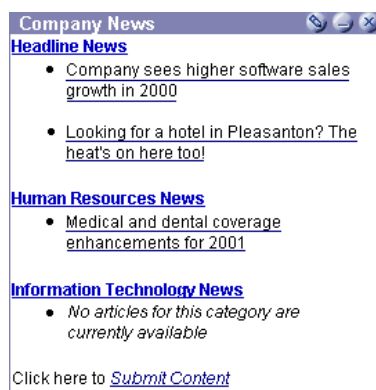 Company News
Headline News
Company sees higher software sales
growth in 2000
Looking for a hotel in Pleasanton? The
heat's on here too!
Human Resources News
Medical and dental coverage
enhancements for 2001
Information Technology News
No articles for this category are
currently available
Click here to Submit Content